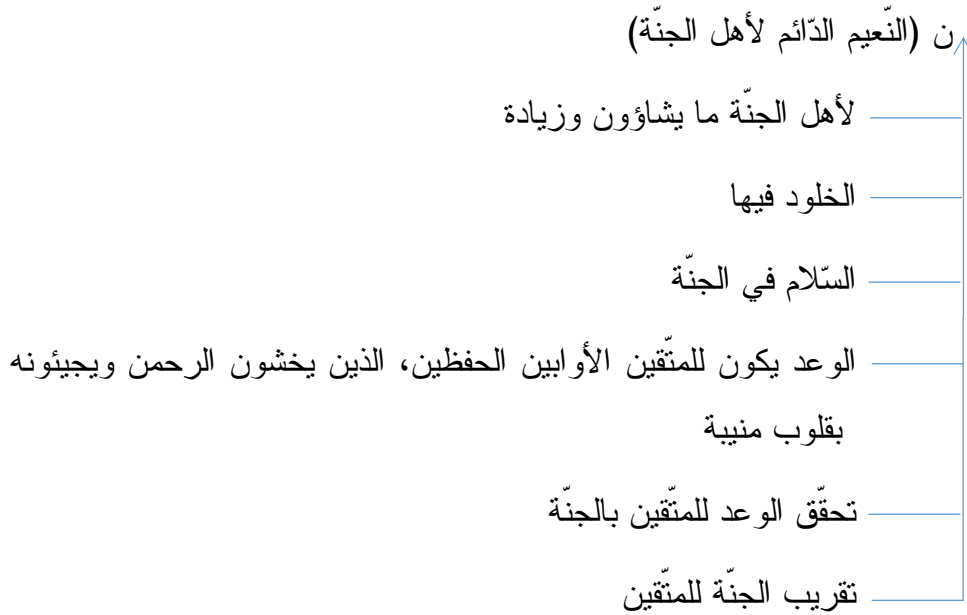 ن (النّعيم الدّائم لأهل الجنّة)
لأهل الجنّة ما يشاؤون وزيادة
الخلود فيها
السّلام في الجنّة
الوعد يكون للمتّقين الأوابين الحفظين، الذين يخشون الرحمن ويجيئونه
بقلوب منيبة
تحقّق الوعد للمتّقين بالجنّة
تقريب الجنّة للمتّقين